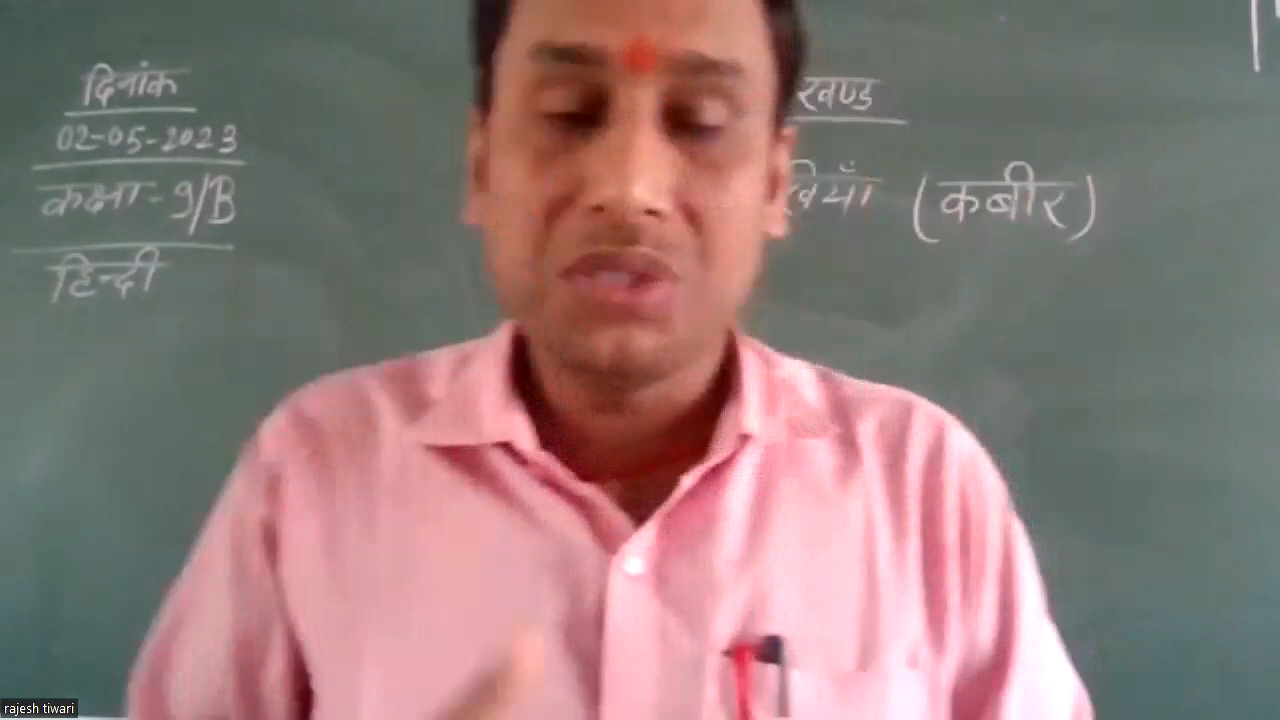 दिनांक
02-05-2023
कक्षा - 9/B
हिन्दी
खण्ड
(कबीर)
rajesh tiwari